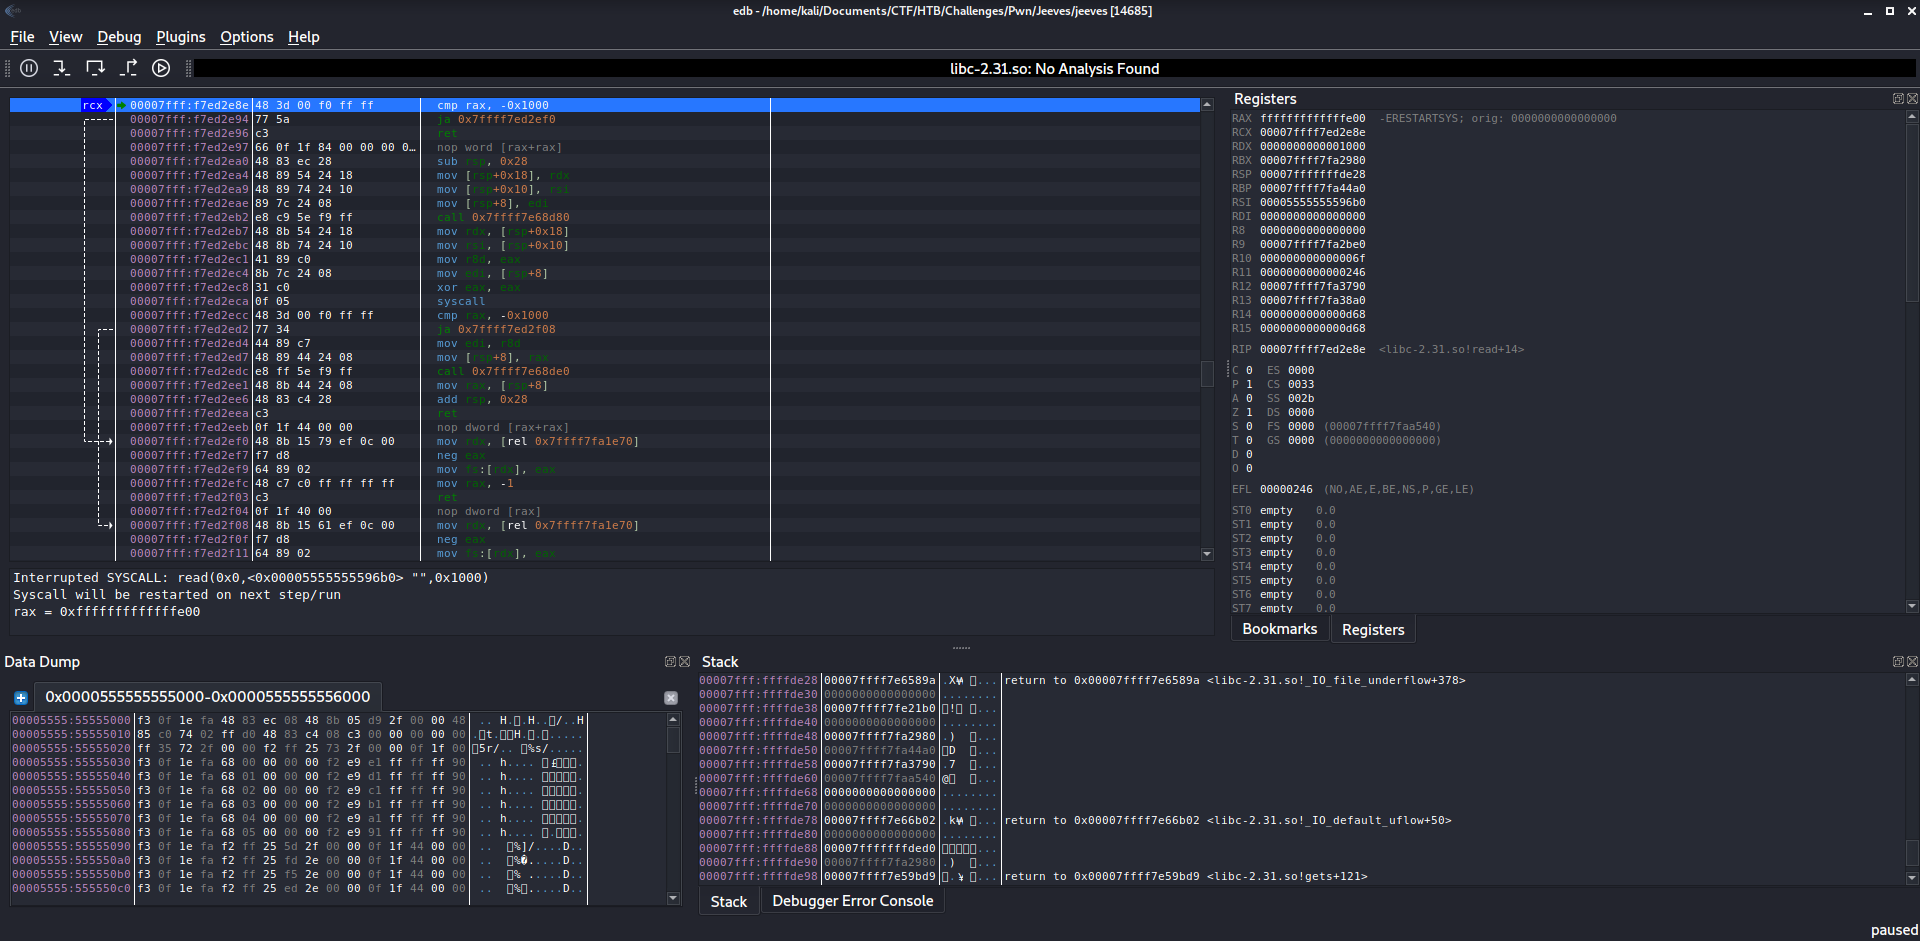 edb - /home/kali/Documents/CTF/HTB/Challenges/Pwn/Jeeves/jeeves [14685]
File View Debug Plugins Options Help
libc-2.31.so: No Analysis Found
rcx 00007fff:f7ed2e8e 48 3d 00 f0 ff ff cmp rax, -0x1000
00007fff:f7ed2e94 77 5a ja 0x7ffff7ed2ef0
00007fff:f7ed2e96 c3 ret
00007fff:f7ed2e97 66 0f 1f 84 00 00 00 0… nop word [rax+rax]
00007fff:f7ed2ea0 48 83 ec 28 sub rsp, 0x28
00007fff:f7ed2ea4 48 89 54 24 18 mov [rsp+0x18], rdx
00007fff:f7ed2ea9 48 89 74 24 10 mov [rsp+0x10], rsi
00007fff:f7ed2eae 89 7c 24 08 mov [rsp+8], edi
00007fff:f7ed2eb2 e8 c9 5e f9 ff call 0x7ffff7e68d80
00007fff:f7ed2eb7 48 8b 54 24 18 mov rdx, [rsp+0x18]
00007fff:f7ed2ebc 48 8b 74 24 10 mov rsi, [rsp+0x10]
00007fff:f7ed2ec1 41 89 c0 mov r8d, eax
00007fff:f7ed2ec4 8b 7c 24 08 mov edi, [rsp+8]
00007fff:f7ed2ec8 31 c0 xor eax, eax
00007fff:f7ed2eca 0f 05 syscall
00007fff:f7ed2ecc 48 3d 00 f0 ff ff cmp rax, -0x1000
00007fff:f7ed2ed2 77 34 ja 0x7ffff7ed2f08
00007fff:f7ed2ed4 44 89 c7 mov edi, r8d
00007fff:f7ed2ed7 48 89 44 24 08 mov [rsp+8], rax
00007fff:f7ed2edc e8 ff 5e f9 ff call 0x7ffff7e68de0
00007fff:f7ed2ee1 48 8b 44 24 08 mov rax, [rsp+8]
00007fff:f7ed2ee6 48 83 c4 28 add rsp, 0x28
00007fff:f7ed2eea c3 ret
00007fff:f7ed2eeb 0f 1f 44 00 00 nop dword [rax+rax]
00007fff:f7ed2ef0 48 8b 15 79 ef 0c 00 mov rdx, [rel 0x7ffff7fa1e70]
00007fff:f7ed2ef7 f7 d8 neg eax
00007fff:f7ed2ef9 64 89 02 mov fs:[rdx], eax
00007fff:f7ed2efc 48 c7 c0 ff ff ff ff mov rax, -1
00007fff:f7ed2f03 c3 ret
00007fff:f7ed2f04 0f 1f 40 00 nop dword [rax]
00007fff:f7ed2f08 48 8b 15 61 ef 0c 00 mov rdx, [rel 0x7ffff7fa1e70]
00007fff:f7ed2f0f f7 d8 neg eax
00007fff:f7ed2f11 64 89 02 mov fs:[rdx], eax
Interrupted SYSCALL: read(0x0,<0x00005555555596b0> "",0x1000)
Syscall will be restarted on next step/run
rax = 0xfffffffffffffe00
Registers
RAX fffffffffffffe00 -ERESTARTSYS; orig: 0000000000000000
RCX 00007ffff7ed2e8e
RDX 0000000000001000
RBX 00007ffff7fa2980
RSP 00007fffffffde28
RBP 00007ffff7fa44a0
RSI 00005555555596b0
RDI 0000000000000000
R8 0000000000000000
R9 00007ffff7fa2be0
R10 000000000000006f
R11 0000000000000246
R12 00007ffff7fa3790
R13 00007ffff7fa38a0
R14 0000000000000d68
R15 0000000000000d68
RIP 00007ffff7ed2e8e <libc-2.31.so!read+14>
C 0 ES 0000
P 1 CS 0033
A 0 SS 002b
Z 1 DS 0000
S 0 FS 0000 (00007ffff7faa540)
T 0 GS 0000 (0000000000000000)
D 0
O 0
EFL 00000246 (NO,AE,E,BE,NS,P,GE,LE)
ST0 empty 0.0
ST1 empty 0.0
ST2 empty 0.0
ST3 empty 0.0
ST4 empty 0.0
ST5 empty 0.0
ST6 empty 0.0
ST7 empty 0.0
Bookmarks Registers
Data Dump
0x0000555555555000-0x0000555555556000
00005555:55555000 f3 0f 1e fa 48 83 ec 08 48 8b 05 d9 2f 00 00 48
00005555:55555010 85 c0 74 02 ff d0 48 83 c4 08 c3 00 00 00 00 00
00005555:55555020 ff 35 72 2f 00 00 f2 ff 25 73 2f 00 00 0f 1f 00
00005555:55555030 f3 0f 1e fa 68 00 00 00 00 f2 e9 e1 ff ff ff 90
00005555:55555040 f3 0f 1e fa 68 01 00 00 00 f2 e9 d1 ff ff ff 90
00005555:55555050 f3 0f 1e fa 68 02 00 00 00 f2 e9 c1 ff ff ff 90
00005555:55555060 f3 0f 1e fa 68 03 00 00 00 f2 e9 b1 ff ff ff 90
00005555:55555070 f3 0f 1e fa 68 04 00 00 00 f2 e9 a1 ff ff ff 90
00005555:55555080 f3 0f 1e fa 68 05 00 00 00 f2 e9 91 ff ff ff 90
00005555:55555090 f3 0f 1e fa f2 ff 25 5d 2f 00 00 0f 1f 44 00 00
00005555:555550a0 f3 0f 1e fa f2 ff 25 fd 2e 00 00 0f 1f 44 00 00
00005555:555550b0 f3 0f 1e fa f2 ff 25 f5 2e 00 00 0f 1f 44 00 00
00005555:555550c0 f3 0f 1e fa f2 ff 25 ed 2e 00 00 0f 1f 44 00 00
Stack
00007fff:ffffde28 00007ffff7e6589a return to 0x00007ffff7e6589a <libc-2.31.so!_IO_file_underflow+378>
00007fff:ffffde30 0000000000000000 ........
00007fff:ffffde38 00007ffff7fe21b0
00007fff:ffffde40 0000000000000000 ........
00007fff:ffffde48 00007ffff7fa2980
00007fff:ffffde50 00007ffff7fa44a0
00007fff:ffffde58 00007ffff7fa3790
00007fff:ffffde60 00007ffff7faa540
00007fff:ffffde68 0000000000000000 ........
00007fff:ffffde70 0000000000000000 ........
00007fff:ffffde78 00007ffff7e66b02 return to 0x00007ffff7e66b02 <libc-2.31.so!_IO_default_uflow+50>
00007fff:ffffde80 0000000000000000 ........
00007fff:ffffde88 00007fffffffded0
00007fff:ffffde90 00007ffff7fa2980
00007fff:ffffde98 00007ffff7e59bd9 return to 0x00007ffff7e59bd9 <libc-2.31.so!gets+121>
Stack Debugger Error Console
paused